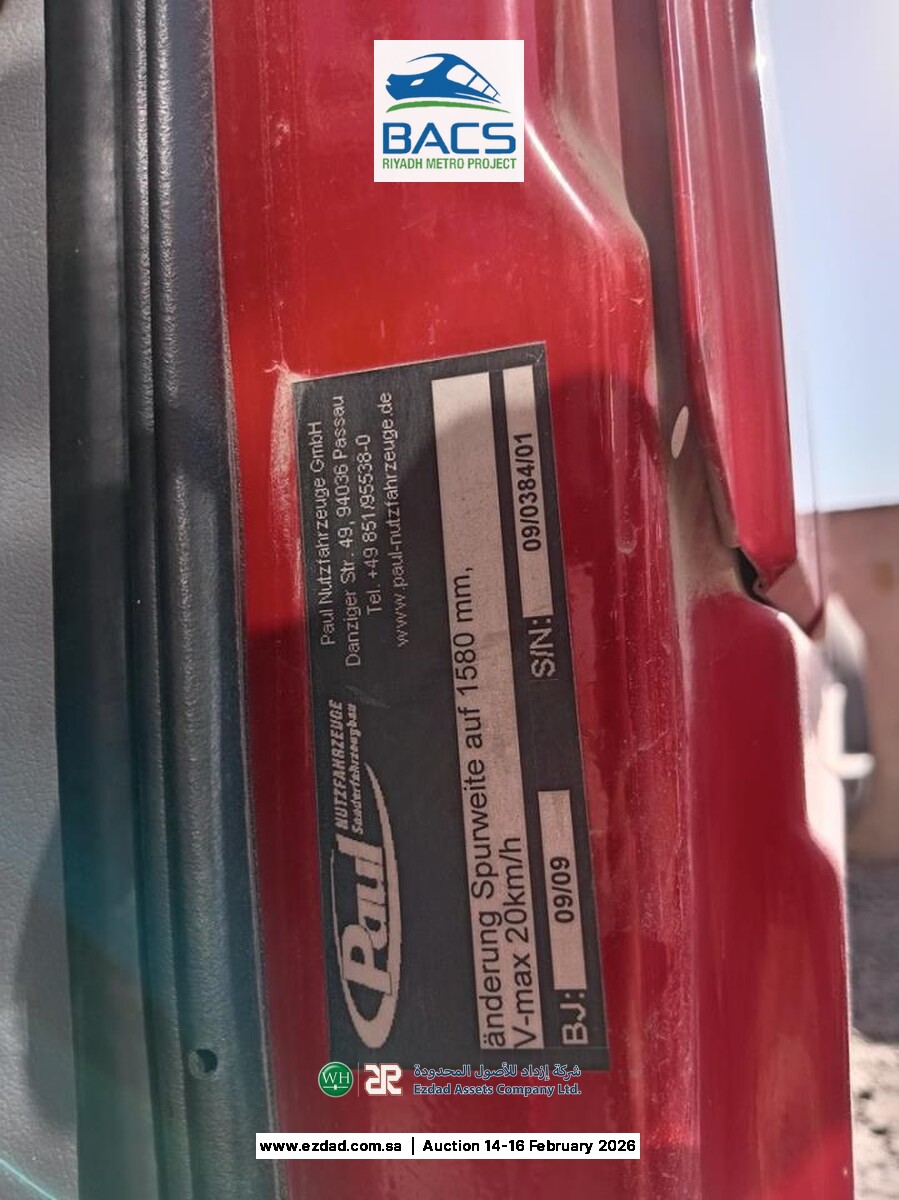 BACS
RIYADH METRO PROJECT
Paul
NUTZFAHRZEUGE
Sonderfahrzeugbau
Paul Nutzfahrzeuge GmbH
Danziger Str. 49, 94036 Passau
Tel. +49 851/95538-0
www.paul-nutzfahrzeuge.de
änderung Spurweite auf 1580 mm,
V-max 20km/h
BJ: 09/09 S/N: 09/0384/01
WH
شركة إزداد للأصول المحدودة
Ezdad Assets Company Ltd.
www.ezdad.com.sa | Auction 14-16 February 2026